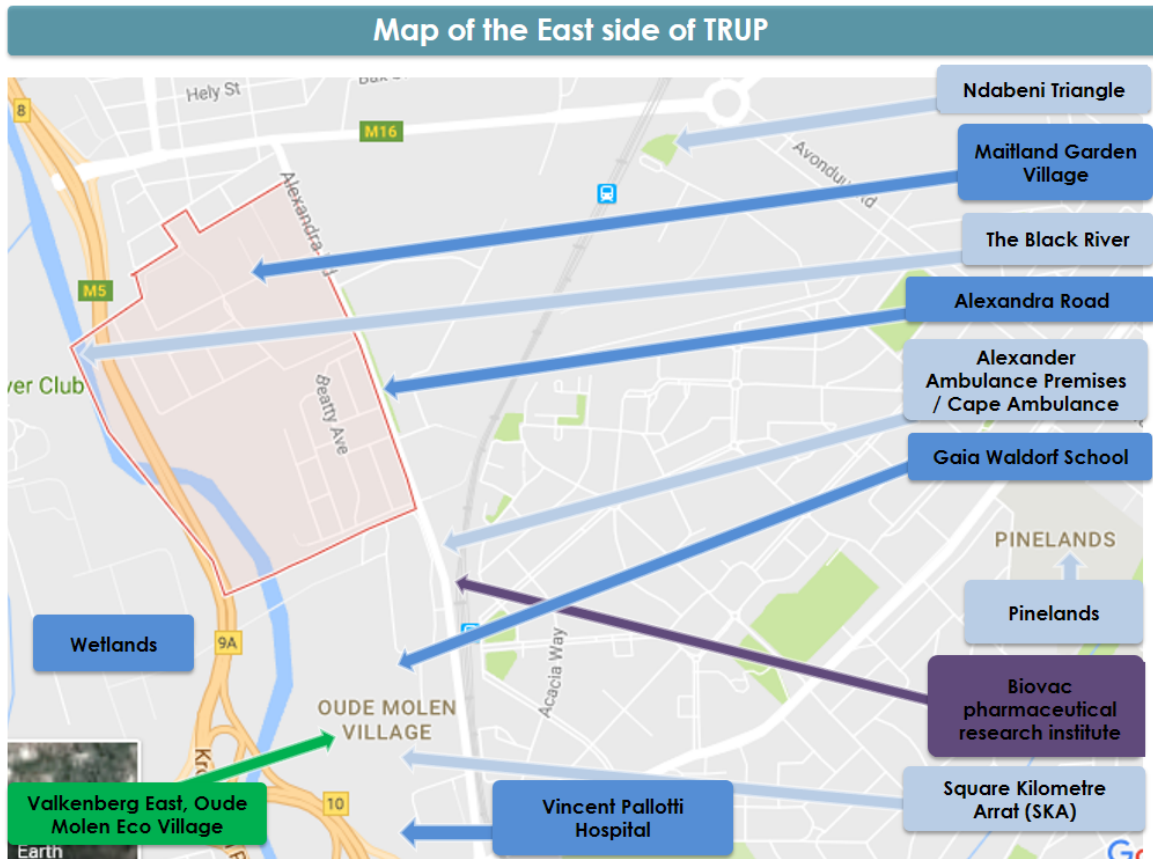 Map of the East side of TRUP
Hely St
8
M16
Alexandra Rd
Avonduur Rd
M5
ver Club
Beatty Ave
9A
Acacia Way
OUDE MOLEN
VILLAGE
PINELANDS
10
Earth
Ndabeni Triangle
Maitland Garden
Village
The Black River
Alexandra Road
Alexander
Ambulance Premises
/ Cape Ambulance
Gaia Waldorf School
Pinelands
Biovac
pharmaceutical
research institute
Square Kilometre
Arrat (SKA)
Wetlands
Valkenberg East, Oude
Molen Eco Village
Vincent Pallotti
Hospital